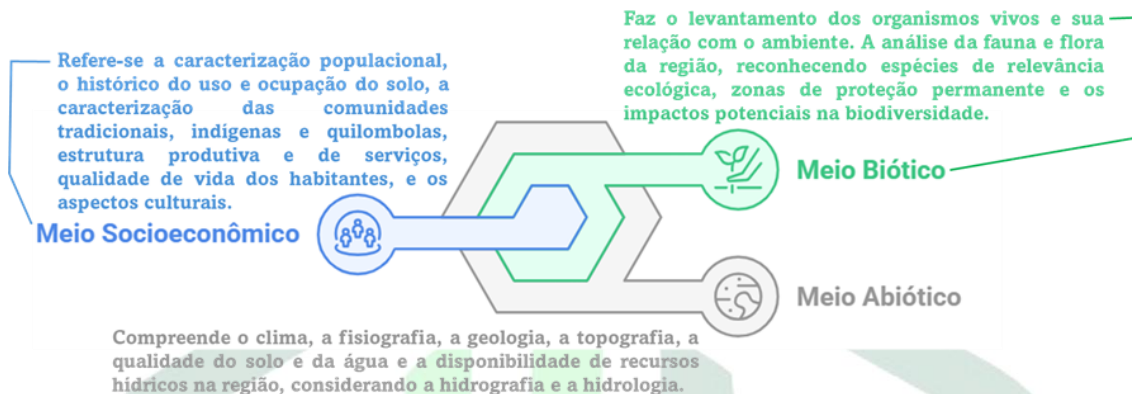 Faz o levantamento dos organismos vivos e sua
relação com o ambiente. A análise da fauna e flora
da região, reconhecendo espécies de relevância
ecológica, zonas de proteção permanente e os
impactos potenciais na biodiversidade.
Refere-se a caracterização populacional,
o histórico do uso e ocupação do solo, a
caracterização das comunidades
tradicionais, indígenas e quilombolas,
estrutura produtiva e de serviços,
qualidade de vida dos habitantes, e os
aspectos culturais.
Meio Biótico
Meio Socioeconômico
Meio Abiótico
Compreende o clima, a fisiografia, a geologia, a topografia, a
qualidade do solo e da água e a disponibilidade de recursos
hídricos na região, considerando a hidrografia e a hidrologia.